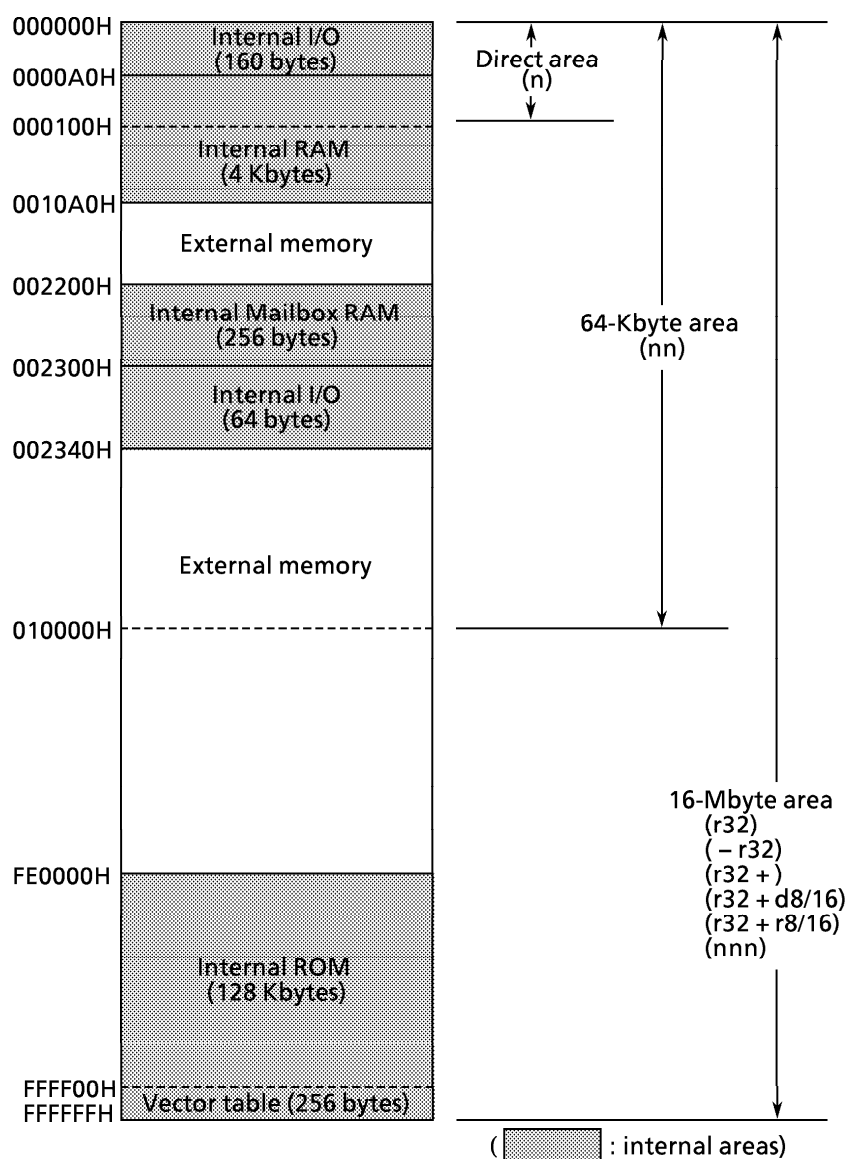 000000H
Internal I/O
(160 bytes)
0000A0H
000100H
Internal RAM
(4 Kbytes)
0010A0H
External memory
002200H
Internal Mailbox RAM
(256 bytes)
002300H
Internal I/O
(64 bytes)
002340H
External memory
010000H
FE0000H
Internal ROM
(128 Kbytes)
FFFF00H
Vector table (256 bytes)
FFFFFFH
Direct area
(n)
64-Kbyte area
(nn)
16-Mbyte area
(r32)
( – r32)
(r32 + )
(r32 + d8/16)
(r32 + r8/16)
(nnn)
( : internal areas)